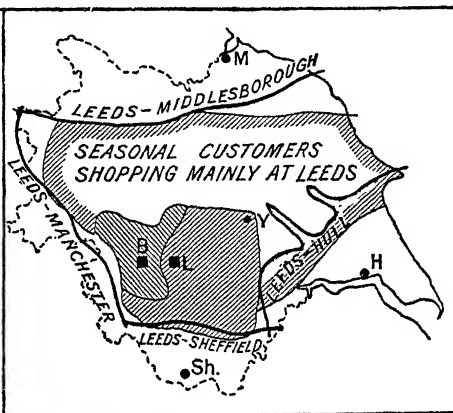 M
LEEDS-MIDDLESBOROUGH
SEASONAL CUSTOMERS
SHOPPING MAINLY AT LEEDS
LEEDS-MANCHESTER
Y
B
L
LEEDS-HULL
H
LEEDS-SHEFFIELD
Sh.